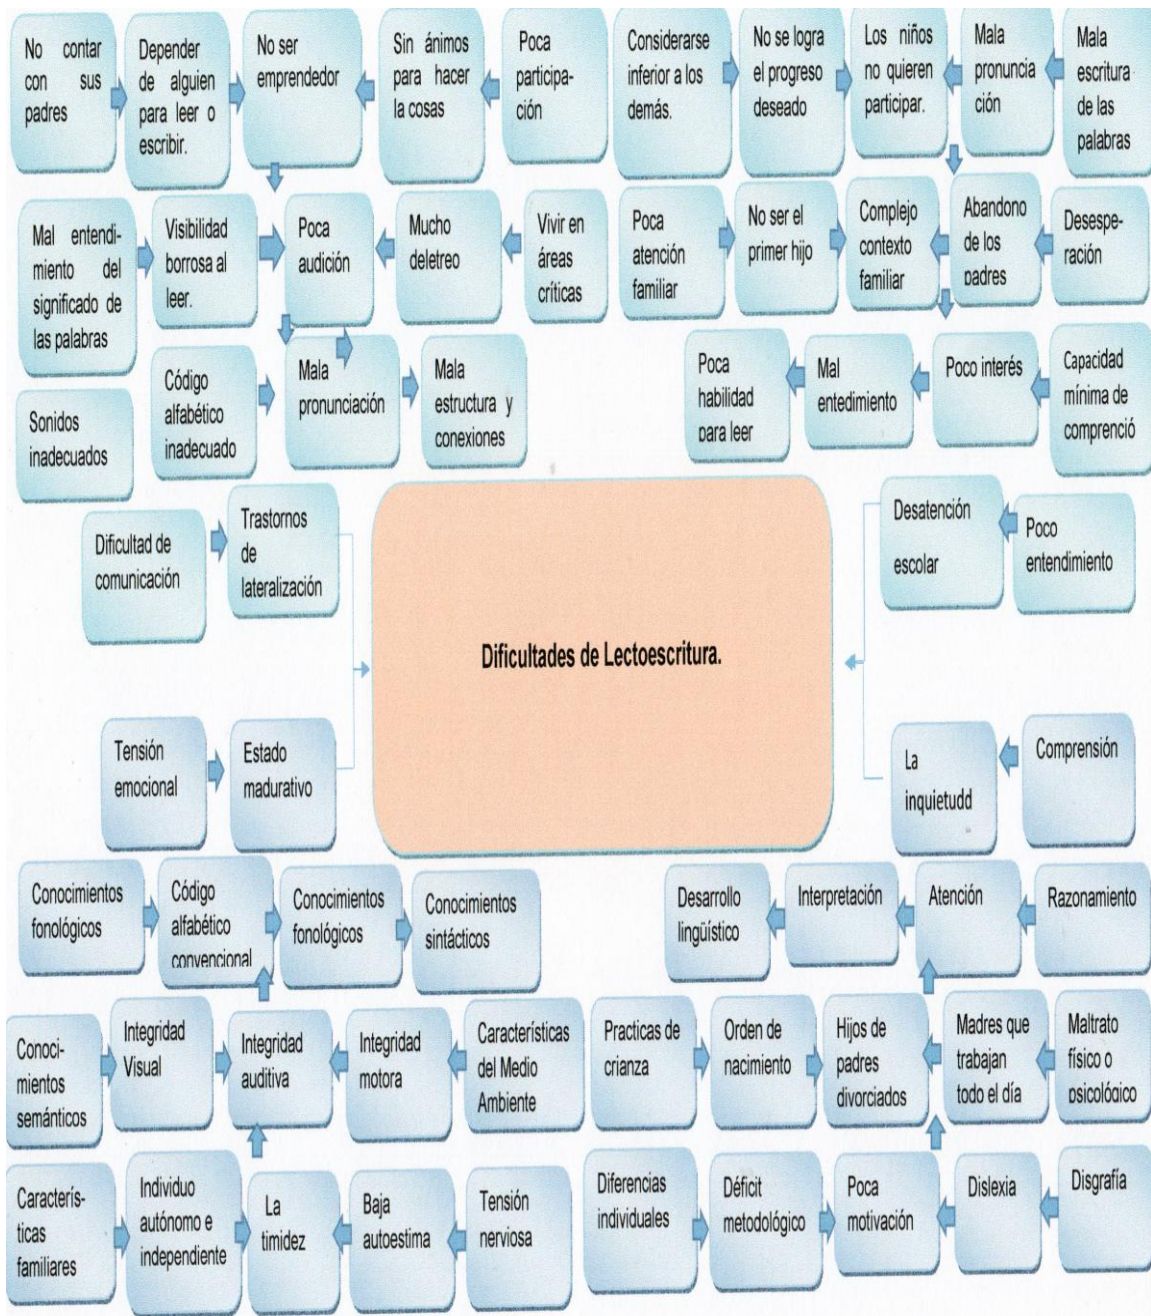 No contar
con sus
padres
Depender
de alguien
para leer o
escribir.
No ser
emprendedor
Sin ánimos
para hacer
la cosas
Poca
participa-
ción
Considerarse
inferior a los
demás.
No se logra
el progreso
deseado
Los niños
no quieren
participar.
Mala
pronuncia
ción
Mala
escritura
de las
palabras
Mal entendi-
miento del
significado de
las palabras
Visibilidad
borrosa al
leer.
Poca
audición
Mucho
deletreo
Vivir en
áreas
críticas
Poca
atención
familiar
No ser el
primer hijo
Complejo
contexto
familiar
Abandono
de los
padres
Desespe-
ración
Sonidos
inadecuados
Código
alfabético
inadecuado
Mala
pronunciación
Mala
estructura y
conexiones
Poca
habilidad
para leer
Mal
entedimiento
Poco interés
Capacidad
mínima de
comprenció
Dificultad de
comunicación
Trastornos
de
lateralización
Desatención
escolar
Poco
entendimiento
Dificultades de Lectoescritura.
Tensión
emocional
Estado
madurativo
La
inquietudd
Comprensión
Conocimientos
fonológicos
Código
alfabético
convencional
Conocimientos
fonológicos
Conocimientos
sintácticos
Desarrollo
lingüístico
Interpretación
Atención
Razonamiento
Conoci-
mientos
semánticos
Integridad
Visual
Integridad
auditiva
Integridad
motora
Características
del Medio
Ambiente
Practicas de
crianza
Orden de
nacimiento
Hijos de
padres
divorciados
Madres que
trabajan
todo el día
Maltrato
físico o
psicológico
Caracterís-
ticas
familiares
Individuo
autónomo e
independiente
La
timidez
Baja
autoestima
Tensión
nerviosa
Diferencias
individuales
Déficit
metodológico
Poca
motivación
Dislexia
Disgrafía